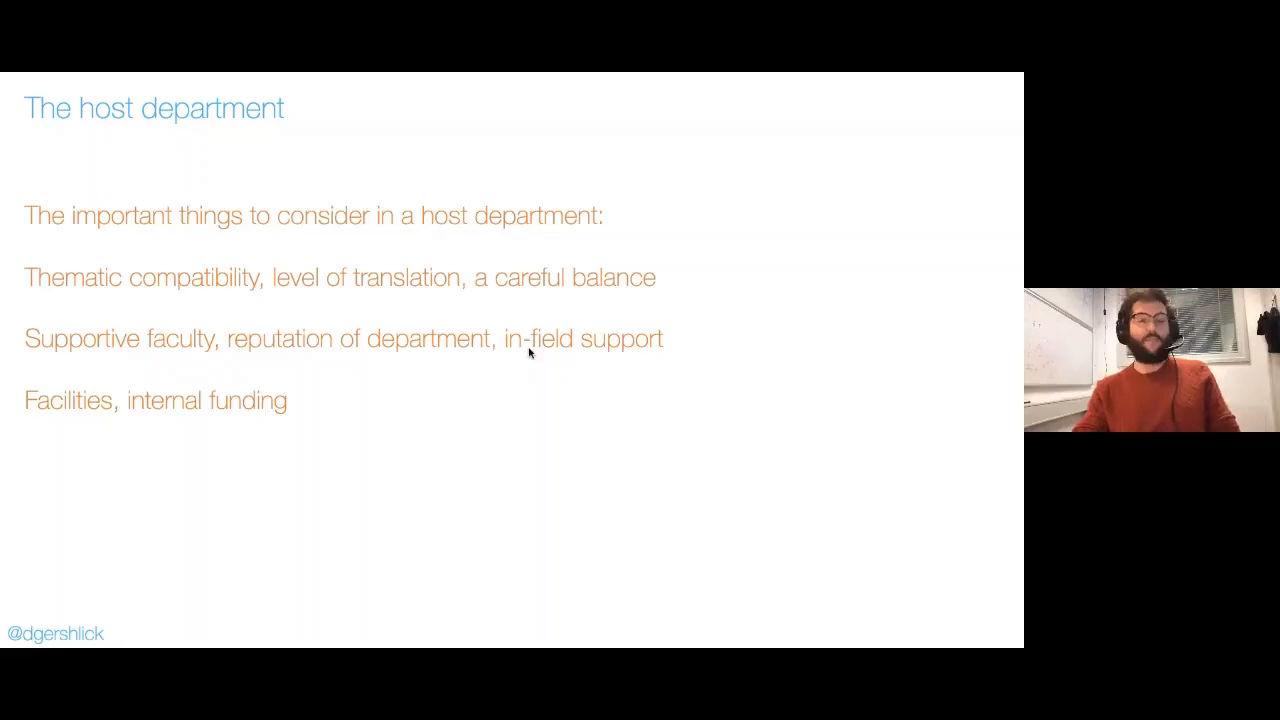 The host department
The important things to consider in a host department:
Thematic compatibility, level of translation, a careful balance
Supportive faculty, reputation of department, in-field support
Facilities, internal funding
@dgershlick